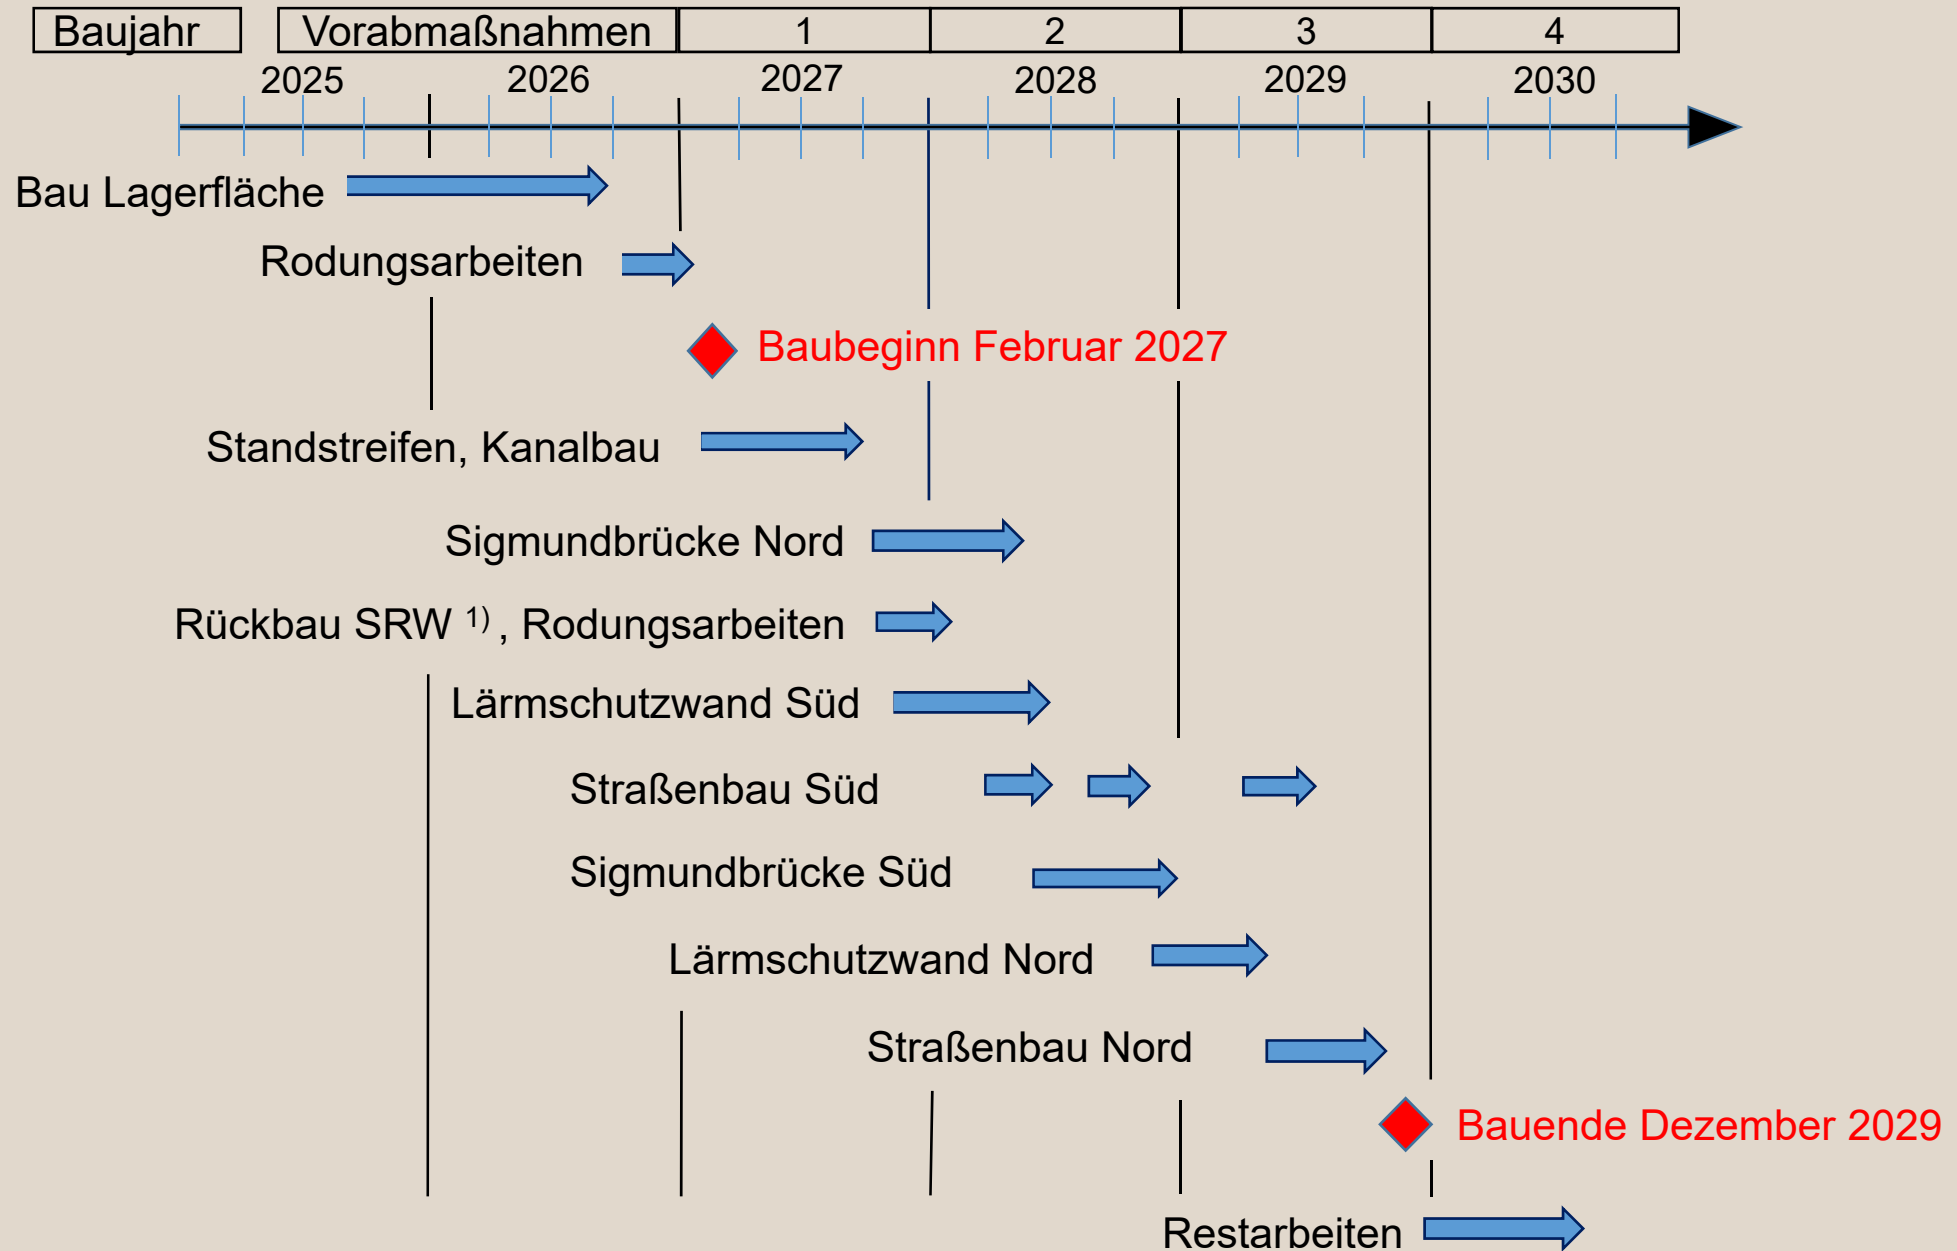 Baujahr Vorabmaßnahmen 1 2 3 4
2025 2026 2027 2028 2029 2030
Bau Lagerfläche
Rodungsarbeiten
Baubeginn Februar 2027
Standstreifen, Kanalbau
Sigmundbrücke Nord
Rückbau SRW 1) , Rodungsarbeiten
Lärmschutzwand Süd
Straßenbau Süd
Sigmundbrücke Süd
Lärmschutzwand Nord
Straßenbau Nord
Bauende Dezember 2029
Restarbeiten